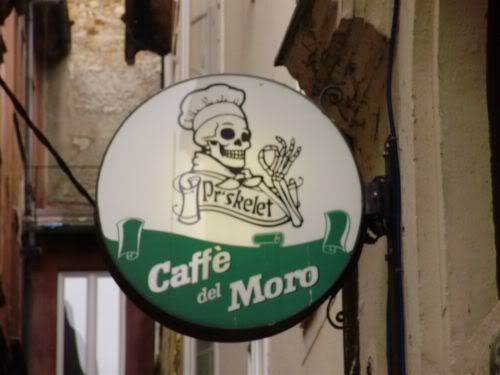 Pr'skelet
Caffè
del Moro